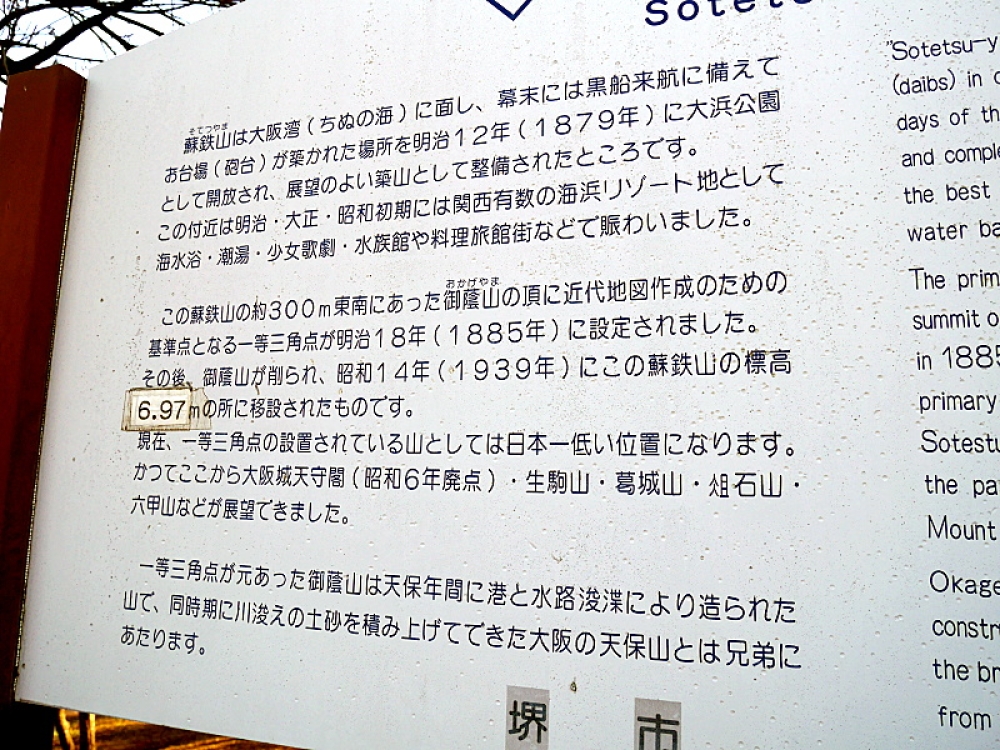 Sotets
そてつやま
蘇鉄山は大阪湾(ちぬの海)に面し、幕末には黒船来航に備えて
お台場(砲台)が築かれた場所を明治12年(1879年)に大浜公園
として開放され、展望のよい築山として整備されたところです。
この付近は明治・大正・昭和初期には関西有数の海浜リゾート地として
海水浴・潮湯・少女歌劇・水族館や料理旅館街などで賑わいました。
おかげやま
この蘇鉄山の約300m東南にあった御蔭山の頂に近代地図作成のための
基準点となる一等三角点が明治18年(1885年)に設定されました。
その後、御蔭山が削られ、昭和14年(1939年)にこの蘇鉄山の標高
6.97mの所に移設されたものです。
現在、一等三角点の設置されている山としては日本一低い位置になります。
かつてここから大阪城天守閣(昭和6年廃点)・生駒山・葛城山・俎石山・
六甲山などが展望できました。
一等三角点が元あった御蔭山は天保年間に港と水路浚渫により造られた
山で、同時期に川浚えの土砂を積み上げてできた大阪の天保山とは兄弟に
あたります。
堺市
"Sotetsu-y
(daibs) in
days of th
and comple
the best
water ba
The prim
summit o
in 1885
primary
Sotestu
the pa
Mount
Okage
constr
the br
from